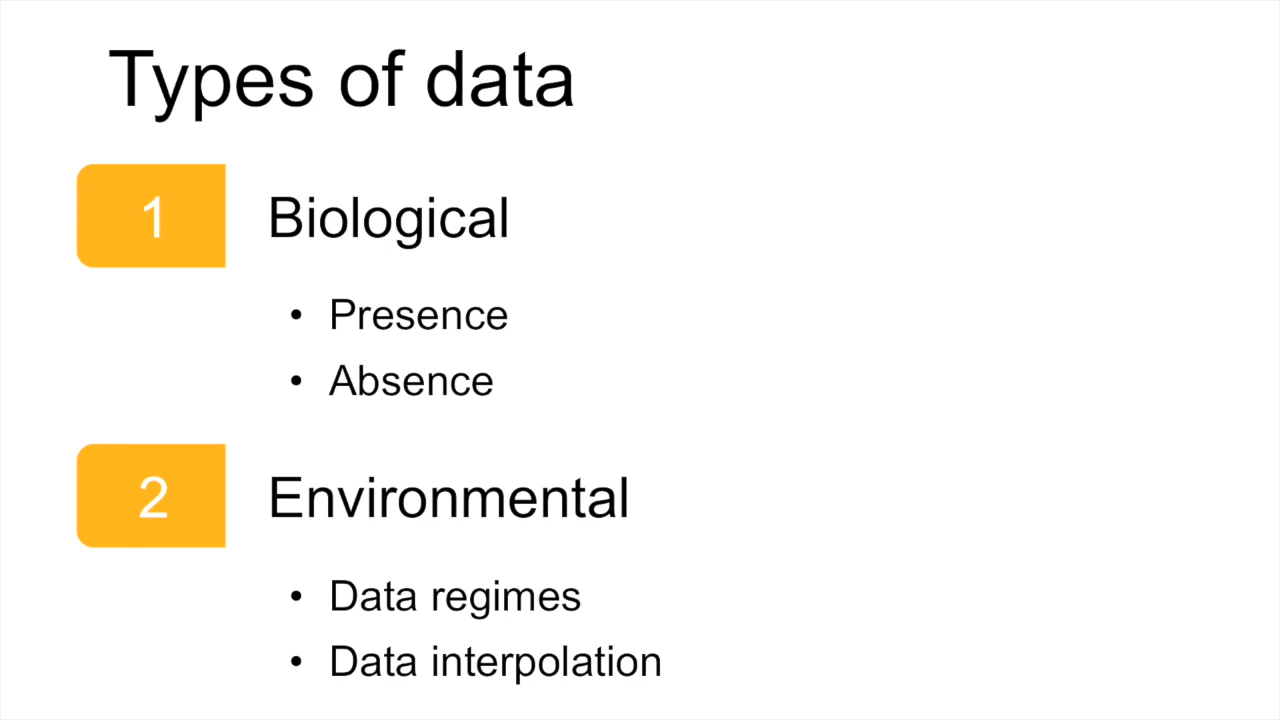 Types of data
1
Biological
• Presence
• Absence
2
Environmental
• Data regimes
• Data interpolation